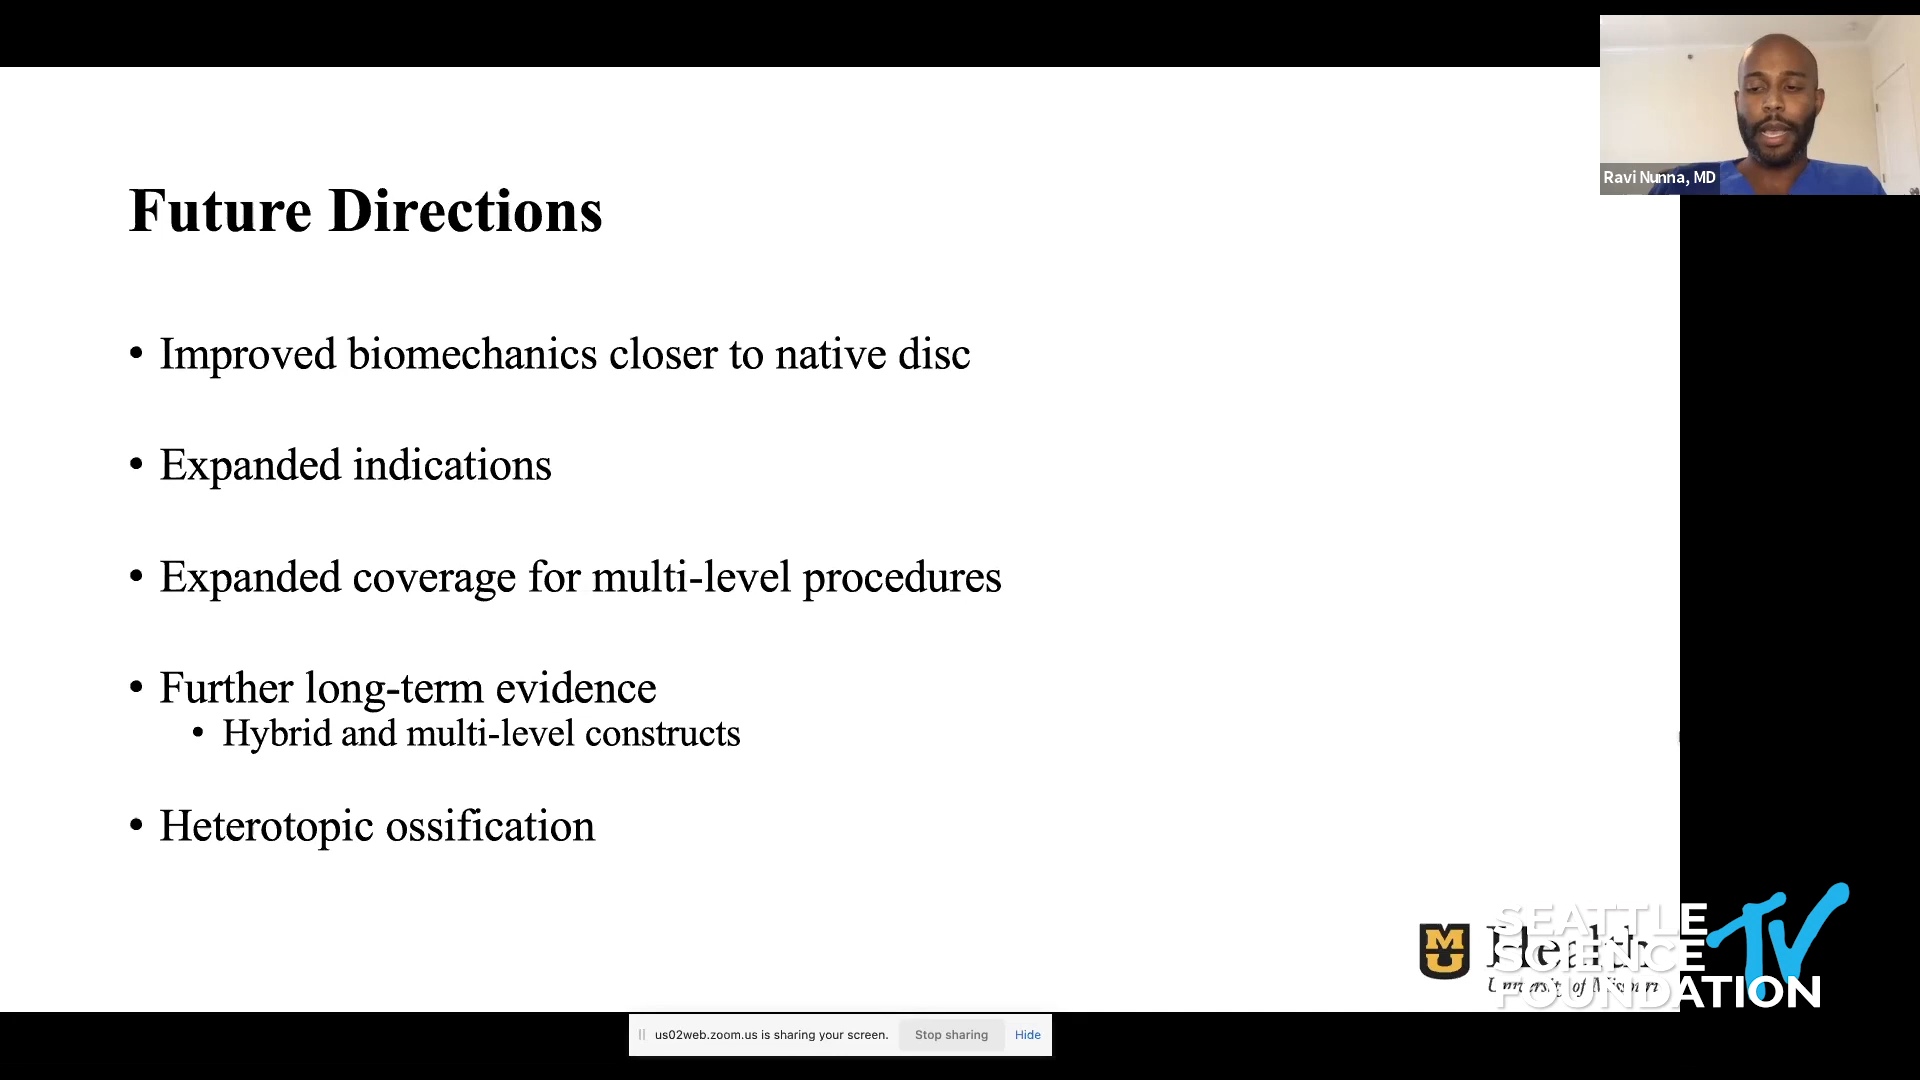 Ravi Nunna, MD
Future Directions
• Improved biomechanics closer to native disc
• Expanded indications
• Expanded coverage for multi-level procedures
• Further long-term evidence
• Hybrid and multi-level constructs
• Heterotopic ossification
MU Health
University of Missouri
SEATTLE
SCIENCE
FOUNDATION
TV
us02web.zoom.us is sharing your screen.
Stop sharing
Hide